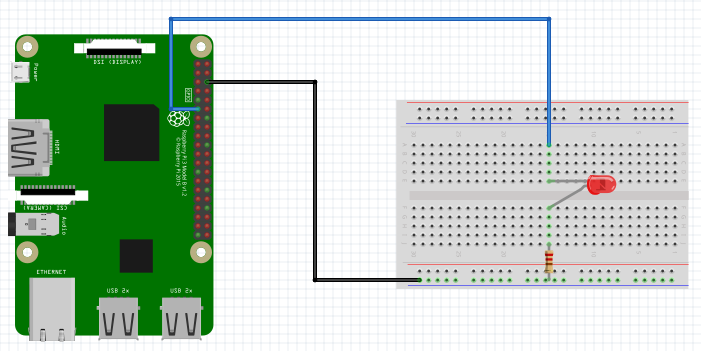 DSI (DISPLAY)
Power
GPIO
HDMI
Raspberry Pi 3 Model B v1.2
© Raspberry Pi 2015
CSI (CAMERA)
Audio
ETHERNET
USB 2x
USB 2x